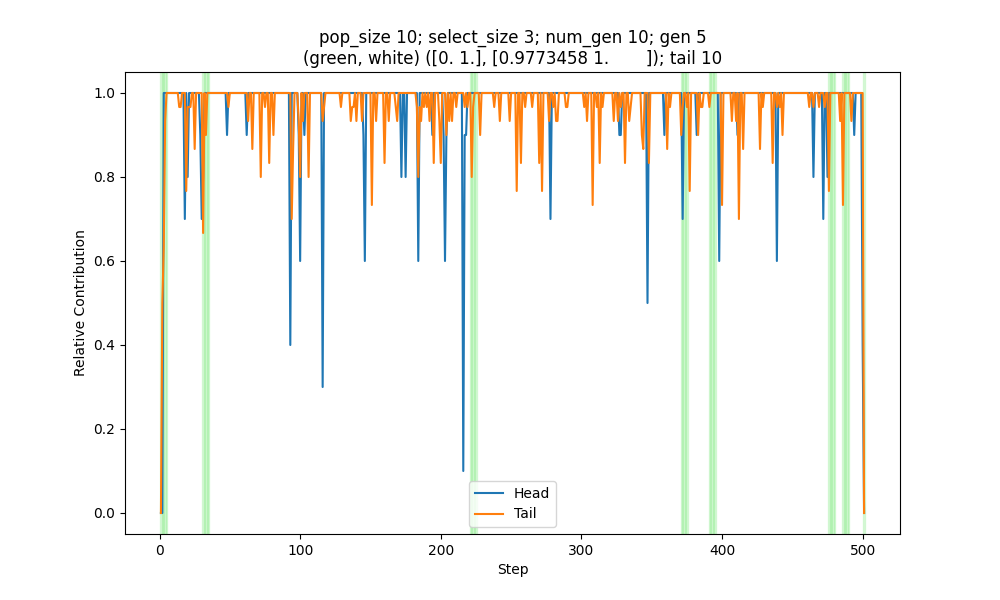 pop_size 10; select_size 3; num_gen 10; gen 5
(green, white) ([0. 1.], [0.9773458 1.        ]); tail 10
1.0
0.8
0.6
0.4
0.2
0.0
Relative Contribution
Head
Tail
0 100 200 300 400 500
Step